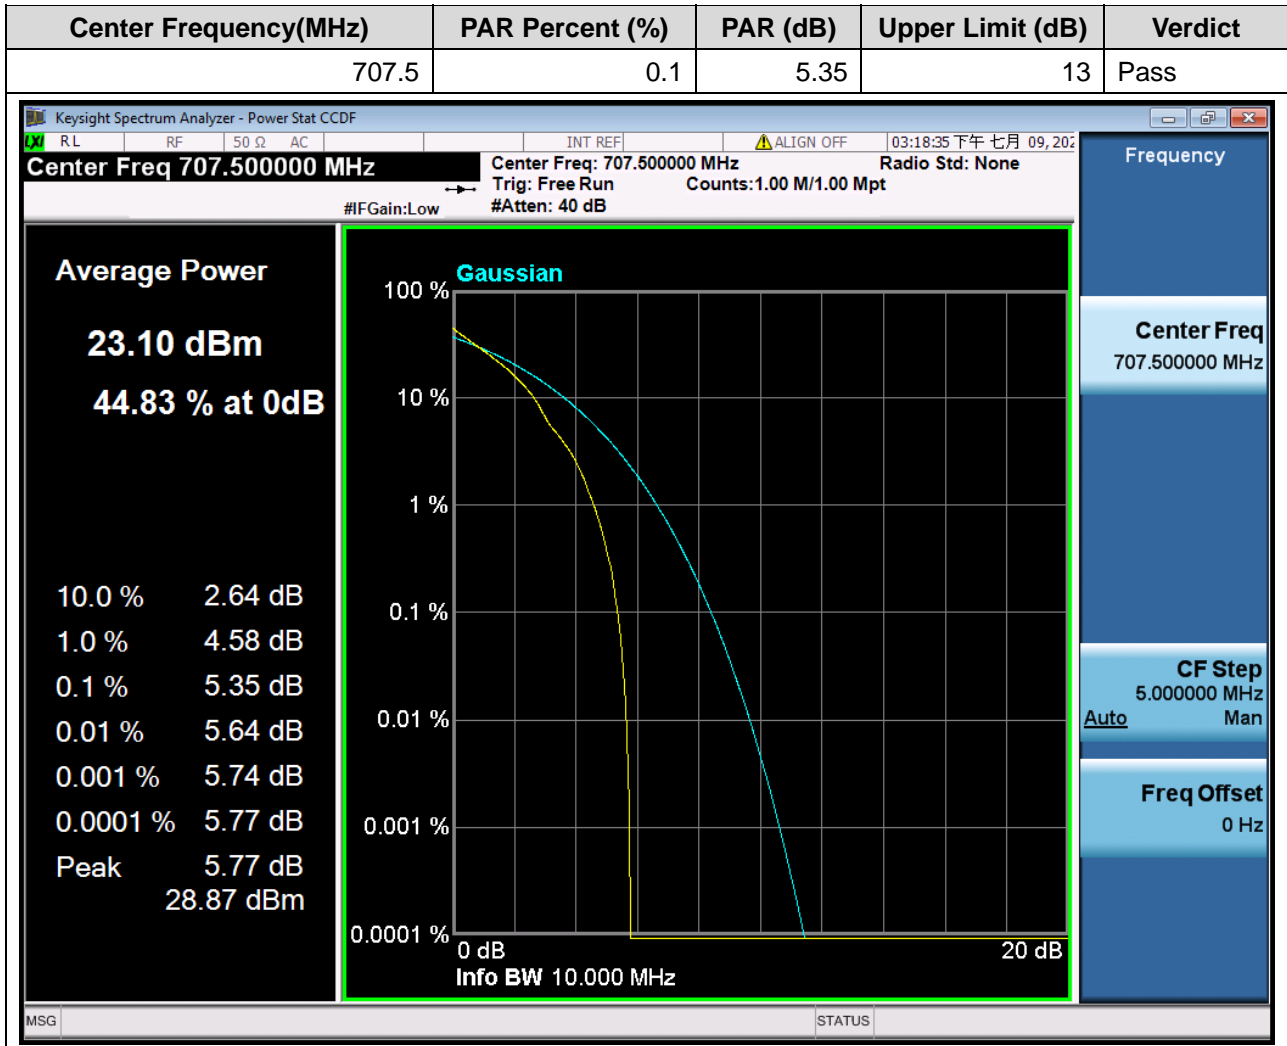 Center Frequency(MHz) PAR Percent (%) PAR (dB) Upper Limit (dB) Verdict
707.5 0.1 5.35 13 Pass
Keysight Spectrum Analyzer - Power Stat CCDF
LXI RL RF 50 Ω AC INT REF ALIGN OFF 03:18:35 下午 七月 09, 202
Center Freq 707.500000 MHz
Center Freq: 707.500000 MHz Radio Std: None
Trig: Free Run Counts:1.00 M/1.00 Mpt
#IFGain:Low #Atten: 40 dB
Average Power
23.10 dBm
44.83 % at 0dB
10.0 % 2.64 dB
1.0 % 4.58 dB
0.1 % 5.35 dB
0.01 % 5.64 dB
0.001 % 5.74 dB
0.0001 % 5.77 dB
Peak 5.77 dB
28.87 dBm
Gaussian
100 %
10 %
1 %
0.1 %
0.01 %
0.001 %
0.0001 %
0 dB 20 dB
Info BW 10.000 MHz
Frequency
Center Freq
707.500000 MHz
CF Step
5.000000 MHz
Auto Man
Freq Offset
0 Hz
MSG STATUS